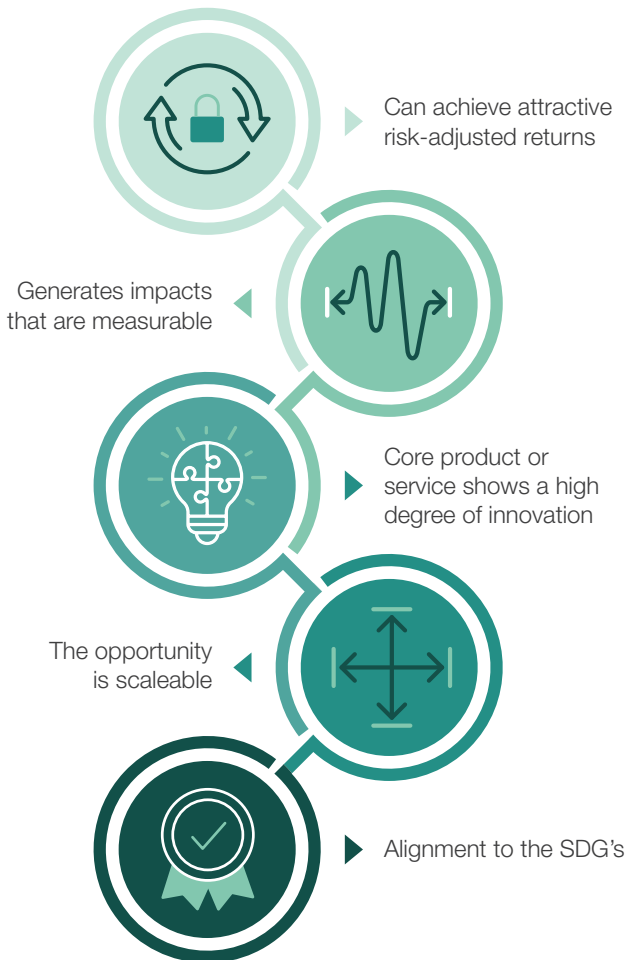 Can achieve attractive
risk-adjusted returns
Generates impacts
that are measurable
Core product or
service shows a high
degree of innovation
The opportunity
is scaleable
Alignment to the SDG's